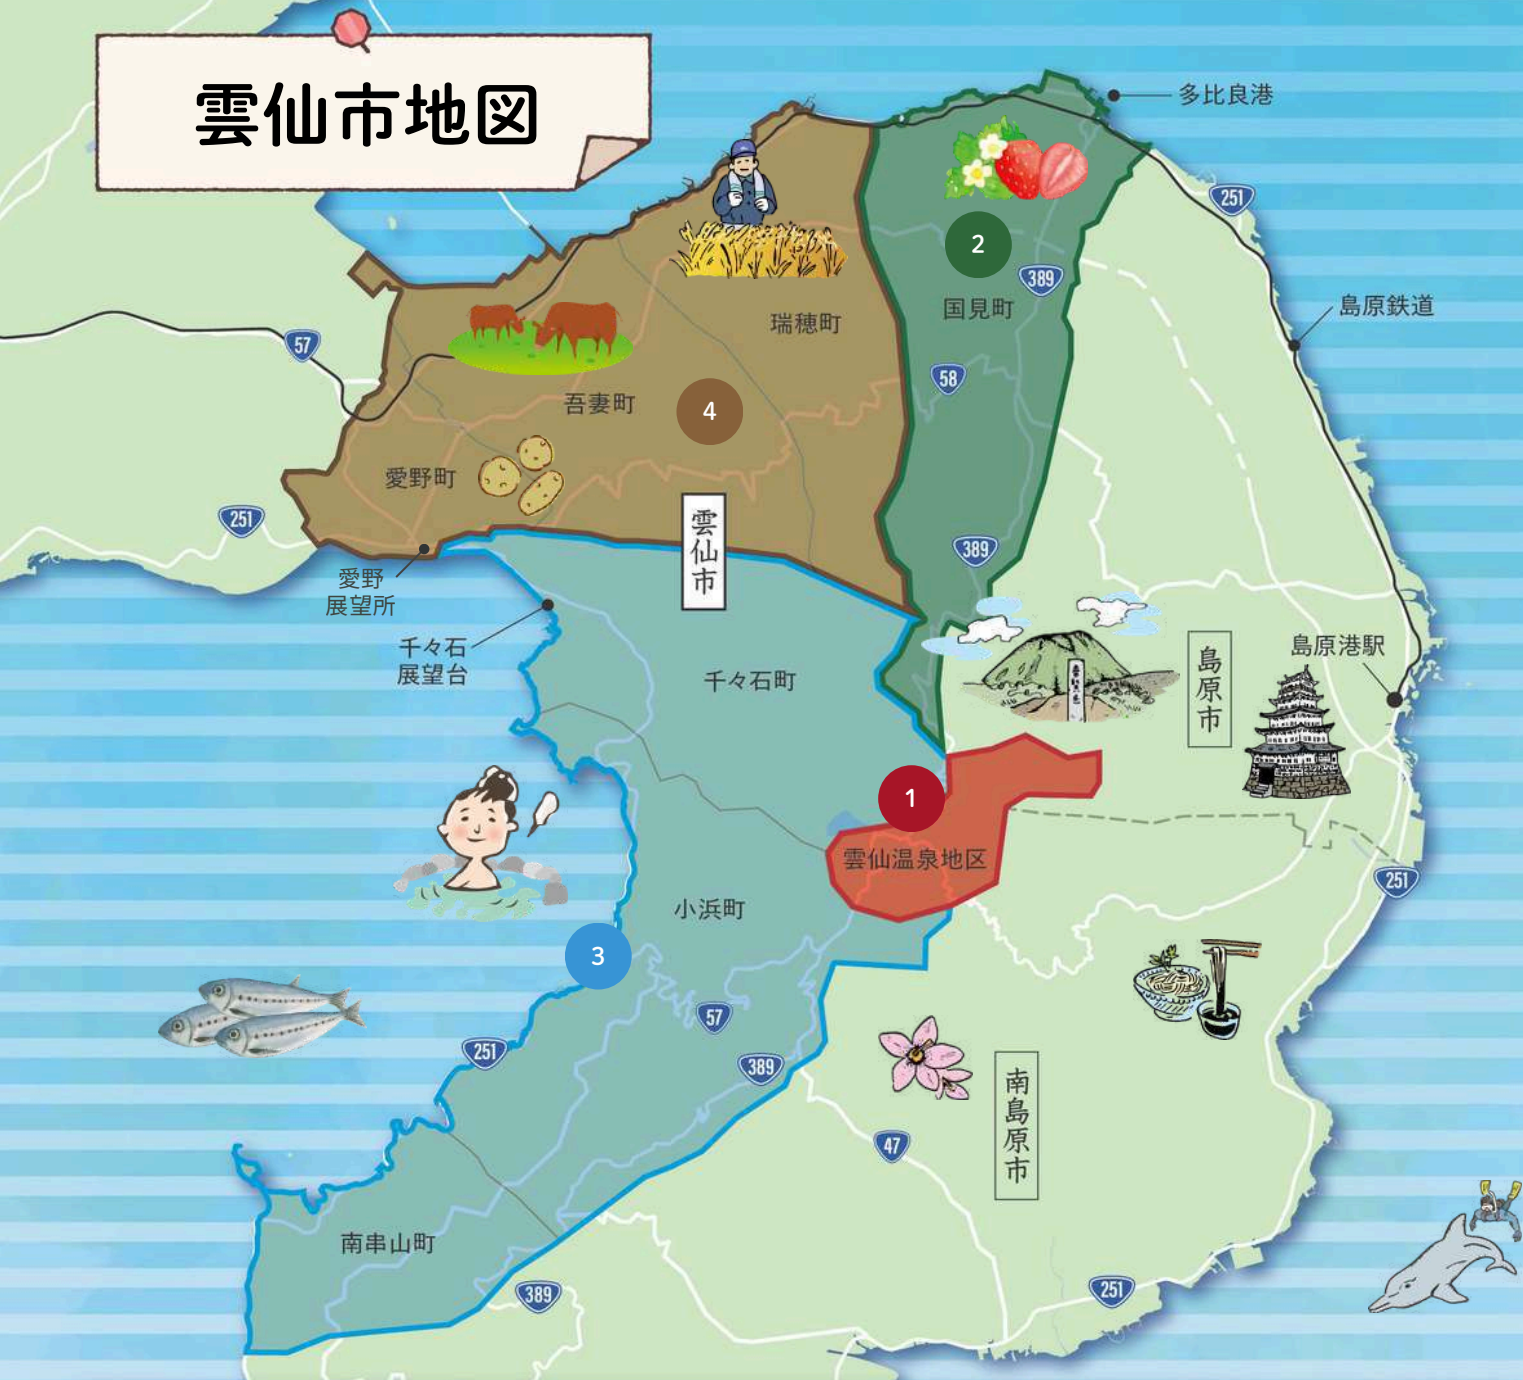 雲仙市地図
多比良港
251
2
389
国見町
島原鉄道
瑞穂町
57
58
吾妻町
4
愛野町
251
雲仙市
389
愛野
展望所
千々石
展望台
千々石町
島原市
島原港駅
1
雲仙温泉地区
251
小浜町
3
57
251
389
47
南島原市
南串山町
389
251